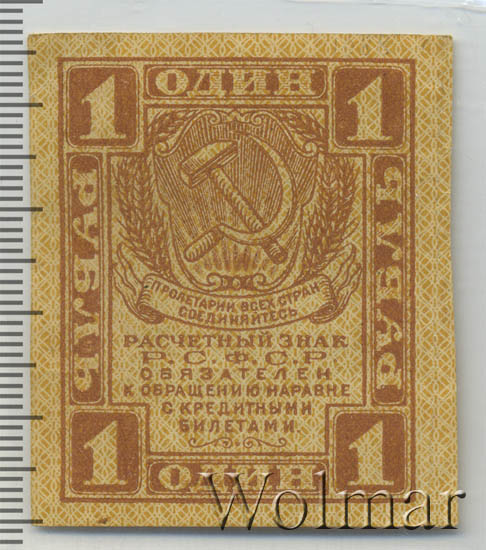 1 ОДИН 1
РУБЛЬ
РУБЛЬ
ПРОЛЕТАРИИ ВСЕХ СТРАН
СОЕДИНЯЙТЕСЬ
РАСЧЕТНЫЙ ЗНАК
Р.С.Ф.С.Р
ОБЯЗАТЕЛЕН
К ОБРАЩЕНИЮ НАРАВНЕ
С КРЕДИТНЫМИ
БИЛЕТАМИ.
1 ОДИН 1
Wolmar